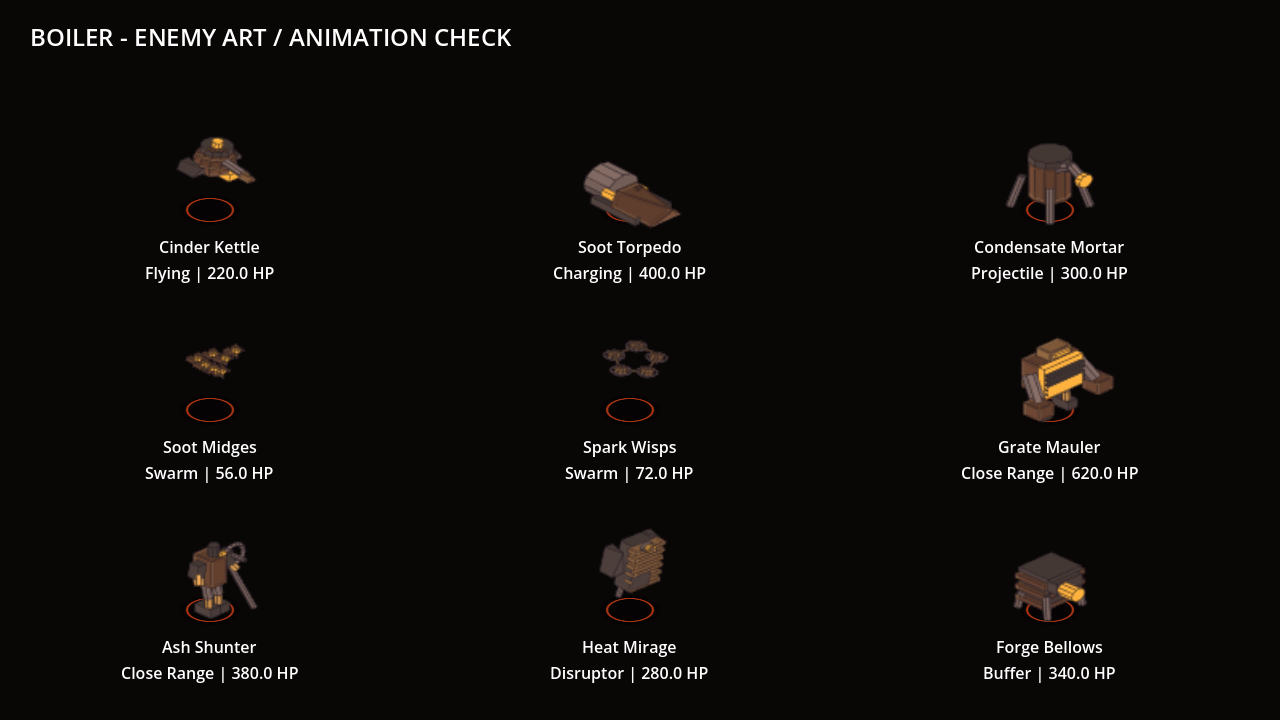 BOILER - ENEMY ART / ANIMATION CHECK
Cinder Kettle
Flying | 220.0 HP
Soot Torpedo
Charging | 400.0 HP
Condensate Mortar
Projectile | 300.0 HP
Soot Midges
Swarm | 56.0 HP
Spark Wisps
Swarm | 72.0 HP
Grate Mauler
Close Range | 620.0 HP
Ash Shunter
Close Range | 380.0 HP
Heat Mirage
Disruptor | 280.0 HP
Forge Bellows
Buffer | 340.0 HP